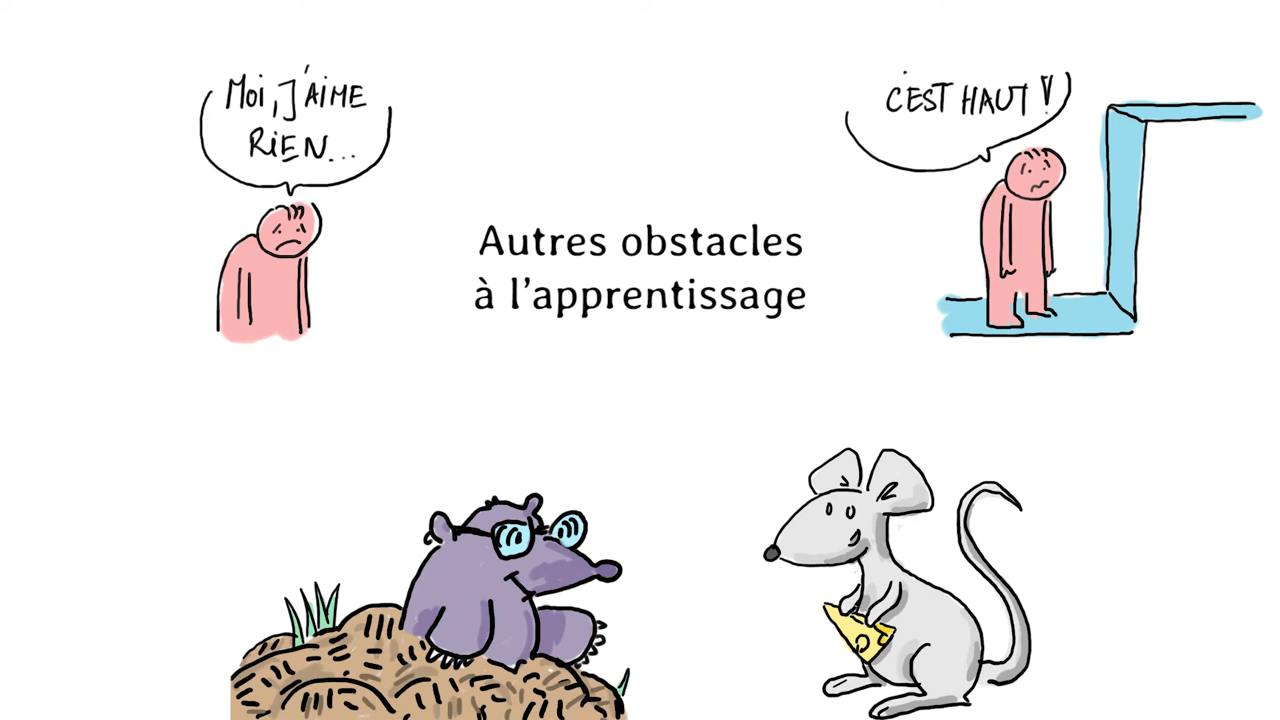 MOI, J'AIME
RIEN...
C'EST HAUT !
Autres obstacles
à l'apprentissage